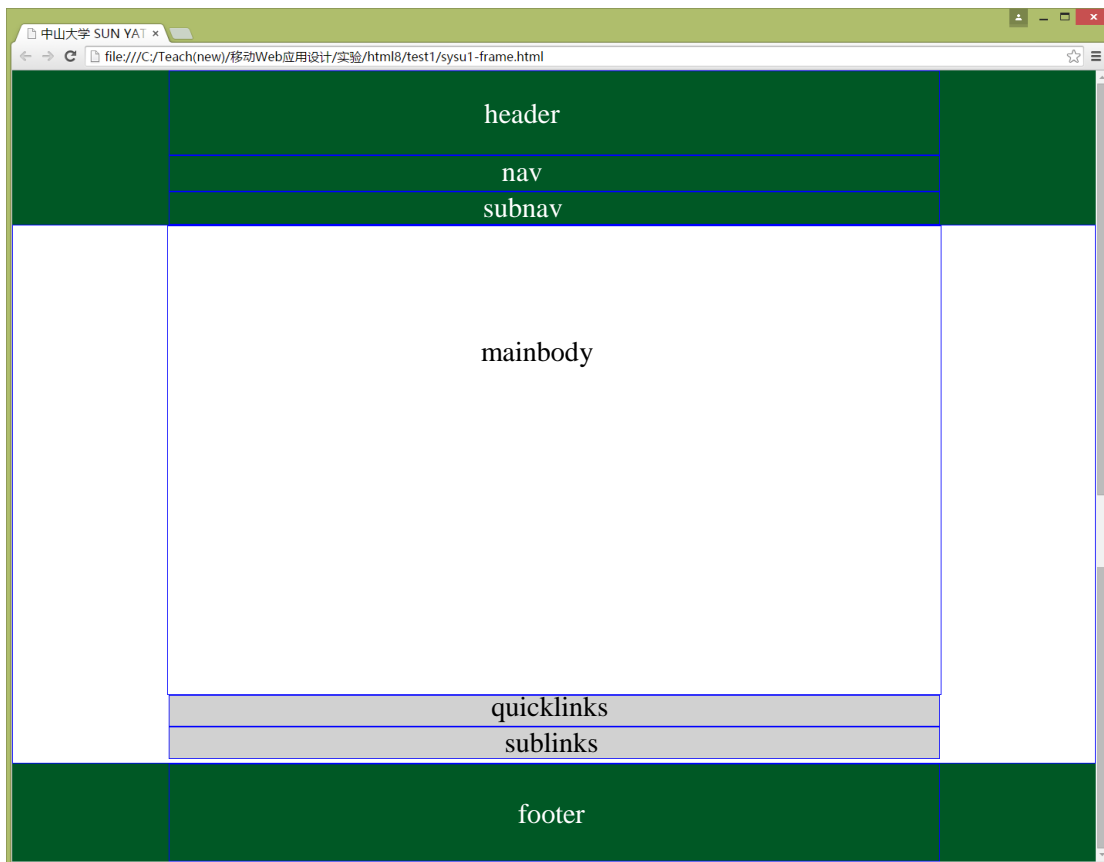 中山大学 SUN YAT
file:///C:/Teach(new)/移动Web应用设计/实验/html8/test1/sysu1-frame.html
header
nav
subnav
mainbody
quicklinks
sublinks
footer